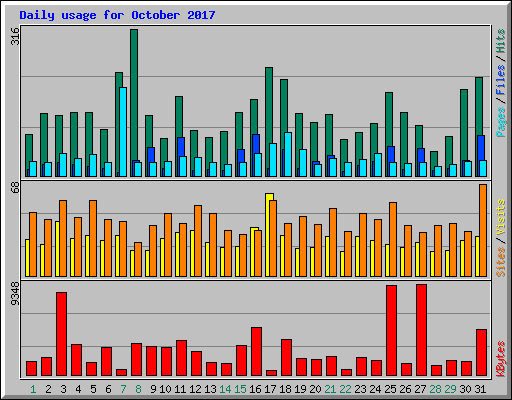 Daily usage for October 2017
316
Pages / Files / Hits
68
Sites / Visits
9348
KBytes
1 2 3 4 5 6 7 8 9 10 11 12 13 14 15 16 17 18 19 20 21 22 23 24 25 26 27 28 29 30 31